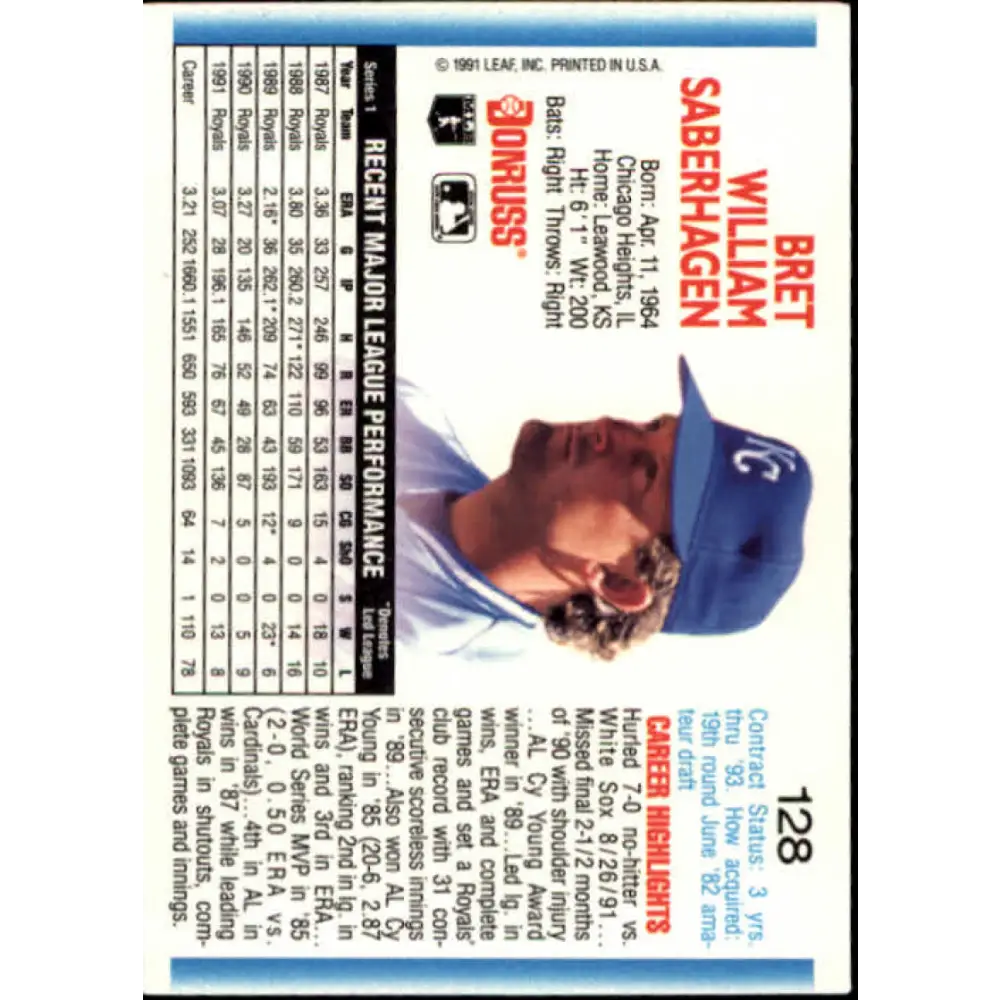 128
BRET
WILLIAM
SABERHAGEN
Born: Apr. 11, 1964
Chicago Heights, IL
Home: Leawood, KS
Ht: 6' 1" Wt: 200
Bats: Right Throws: Right
DONRUSS®
© 1991 LEAF, INC. PRINTED IN U.S.A.
KC
Contract Status: 3 yrs.
thru '93. How acquired:
19th round June '82 ama-
teur draft
CAREER HIGHLIGHTS
Hurled 7-0 no-hitter vs.
White Sox 8/26/91...
Missed final 2-1/2 months
of '90 with shoulder injury
...AL Cy Young Award
winner in '89...Led lg. in
wins, ERA and complete
games and set a Royals'
club record with 31 con-
secutive scoreless innings
in '89...Also won AL Cy
Young in '85 (20-6, 2.87
ERA), ranking 2nd in lg. in
wins and 3rd in ERA...
World Series MVP in '85
(2-0, 0.50 ERA vs.
Cardinals)...4th in AL in
wins in '87 while leading
Royals in shutouts, com-
plete games and innings.
Series 1 RECENT MAJOR LEAGUE PERFORMANCE *Denotes Led League
Year Team ERA G IP H R ER BB SO CG ShO S W L
1987 Royals 3.36 33 257 246 99 96 53 163 15 4 0 18 10
1988 Royals 3.80 35 260.2 271* 122 110 59 171 9 0 0 14 16
1989 Royals 2.16* 36 262.1* 209 74 63 43 193 12* 4 0 23* 6
1990 Royals 3.27 20 135 146 52 49 28 87 5 0 0 5 9
1991 Royals 3.07 28 196.1 165 76 67 45 136 7 2 0 13 8
Career 3.21 252 1660.1 1551 650 593 331 1093 64 14 1 110 78